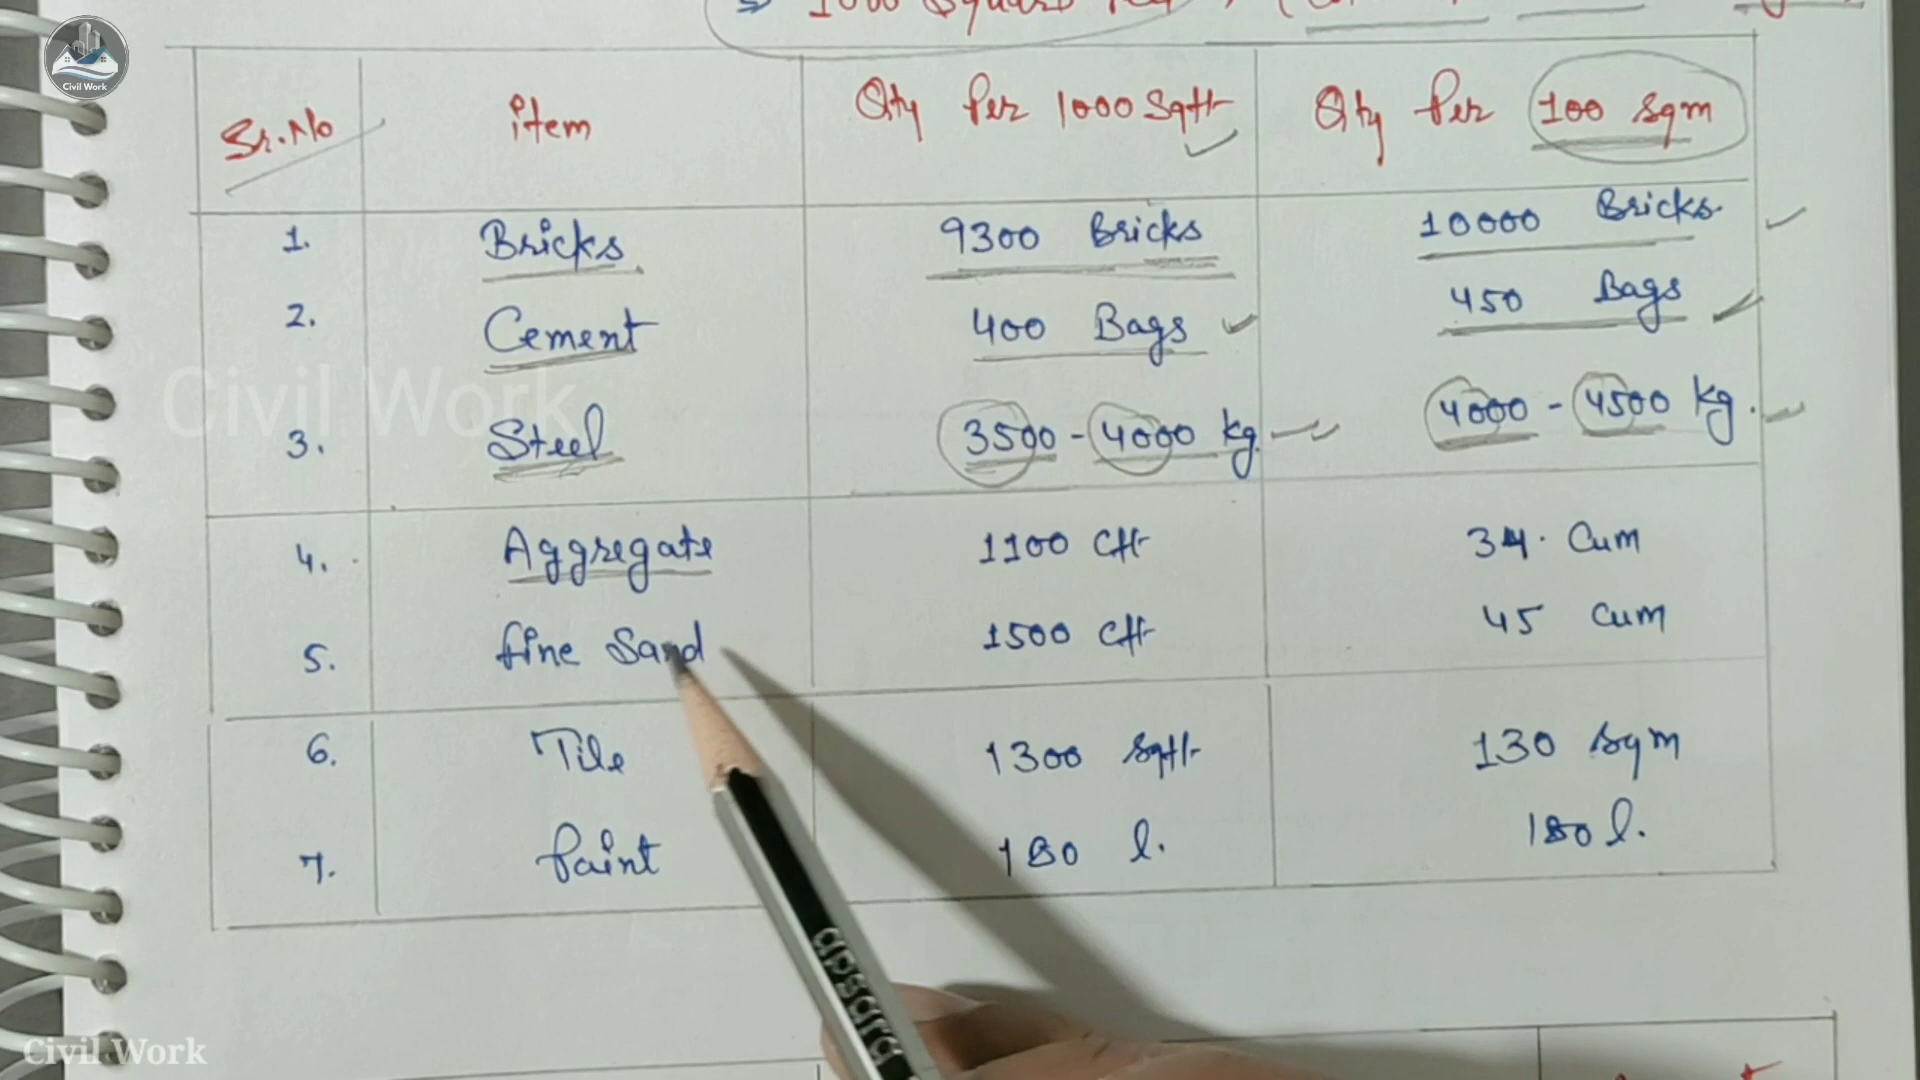 1000 Square
Civil Work
Sr.No item Qty Per 1000 Sqft Qty Per 100 sqm
1. Bricks 9300 Bricks 10000 Bricks.
2. Cement 400 Bags 450 Bags
Civil Work
3. Steel 3500 - 4000 kg. 4000 - 4500 kg.
4. Aggregate 1100 Cft 34. Cum
5. fine Sand 1500 Cft 45 Cum
6. Tile 1300 sqft 130 sqm
7. Paint 180 l. 180 l.
apsara
Civil Work